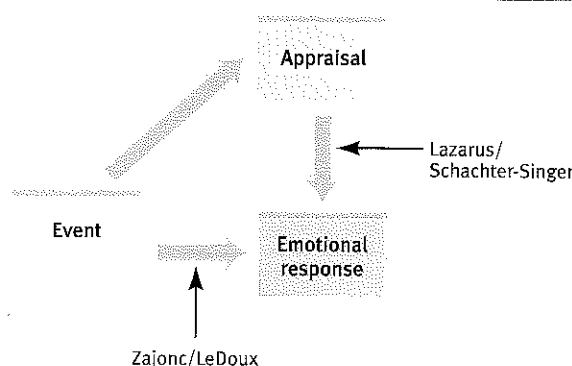 Appraisal
Lazarus/
Schachter-Singer
Event
Emotional
response
Zajonc/LeDoux